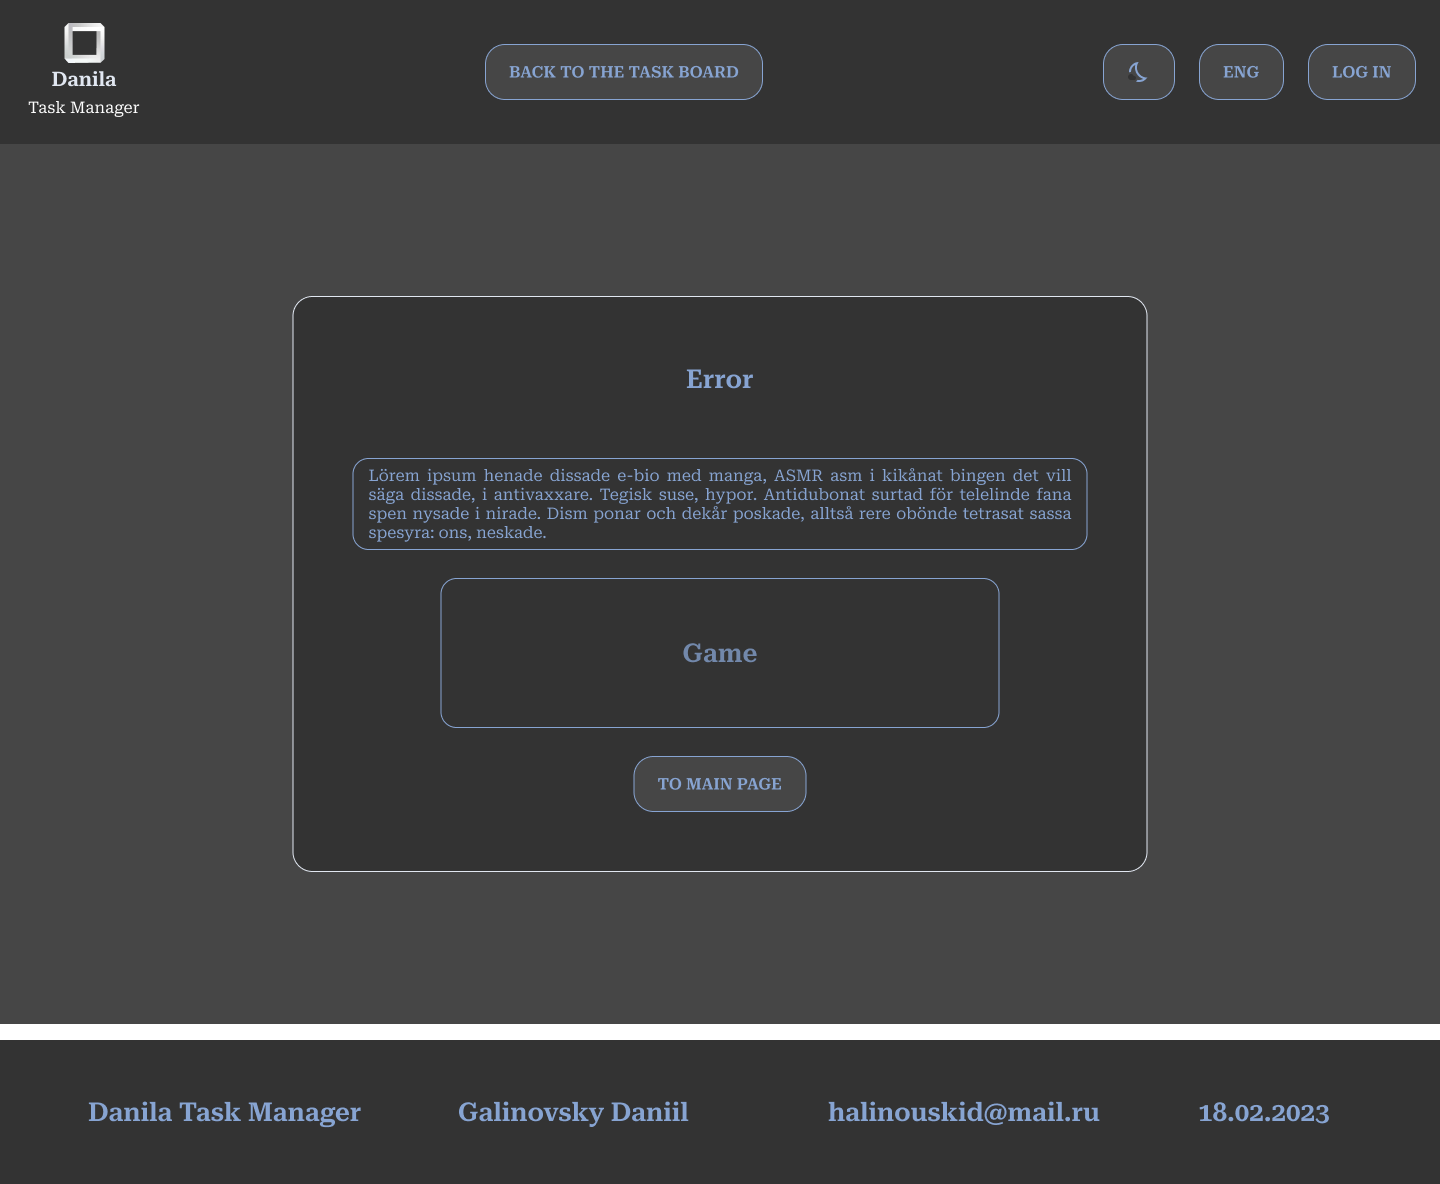 Danila
Task Manager
BACK TO THE TASK BOARD
ENG
LOG IN
Error
Lörem ipsum henade dissade e-bio med manga, ASMR asm i kikånat bingen det vill
säga dissade, i antivaxxare. Tegisk suse, hypor. Antidubonat surtad för telelinde fana
spen nysade i nirade. Dism ponar och dekår poskade, alltså rere obönde tetrasat sassa
spesyra: ons, neskade.
Game
TO MAIN PAGE
Danila Task Manager
Galinovsky Daniil
halinouskid@mail.ru
18.02.2023